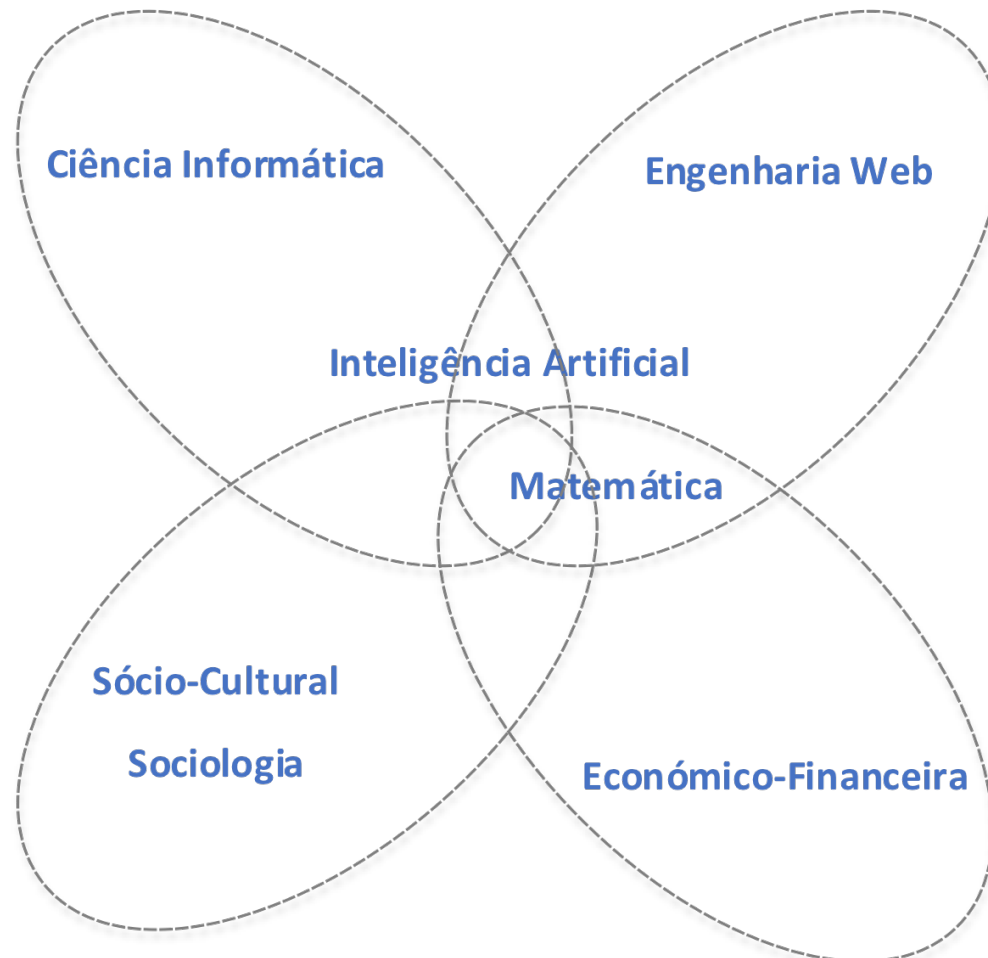 Ciência Informática
Engenharia Web
Inteligência Artificial
Matemática
Sócio-Cultural
Sociologia
Económico-Financeira